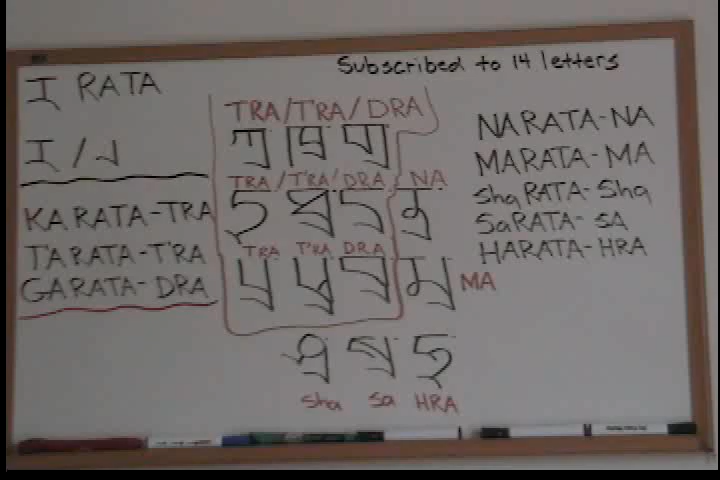 ར RATA
ར / ྲ
KARATA-TRA
T'ARATA-T'RA
GARATA-DRA
Subscribed to 14 letters
TRA/T'RA/DRA
ཀྲ ཁྲ གྲ
TRA/T'RA/DRA NA
ཏྲ ཐྲ དྲ ནྲ
TRA T'RA DRA
པྲ ཕྲ བྲ མྲ MA
ཤྲ སྲ ཧྲ
Sha Sa HRA
NARATA-NA
MARATA-MA
ShaRATA-Sha
SaRATA-SA
HARATA-HRA